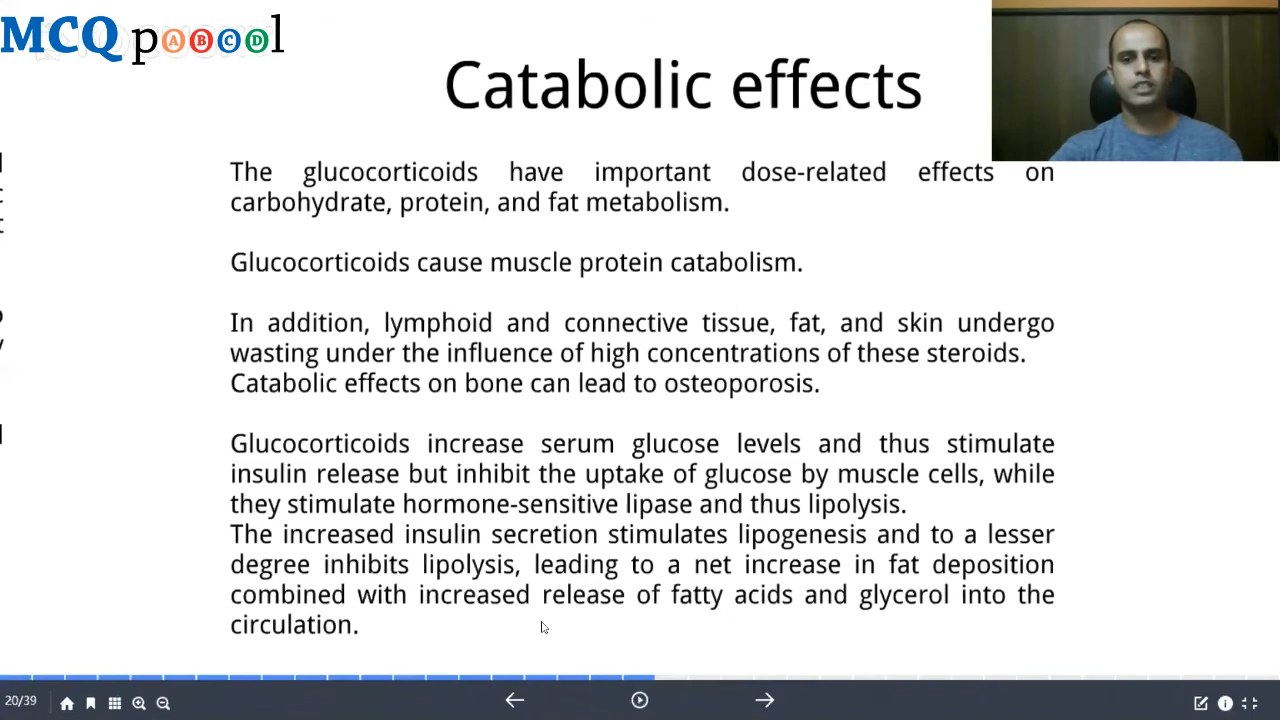 MCQ pABCDl
Catabolic effects
The glucocorticoids have important dose-related effects on
carbohydrate, protein, and fat metabolism.
Glucocorticoids cause muscle protein catabolism.
In addition, lymphoid and connective tissue, fat, and skin undergo
wasting under the influence of high concentrations of these steroids.
Catabolic effects on bone can lead to osteoporosis.
Glucocorticoids increase serum glucose levels and thus stimulate
insulin release but inhibit the uptake of glucose by muscle cells, while
they stimulate hormone-sensitive lipase and thus lipolysis.
The increased insulin secretion stimulates lipogenesis and to a lesser
degree inhibits lipolysis, leading to a net increase in fat deposition
combined with increased release of fatty acids and glycerol into the
circulation.
20/39